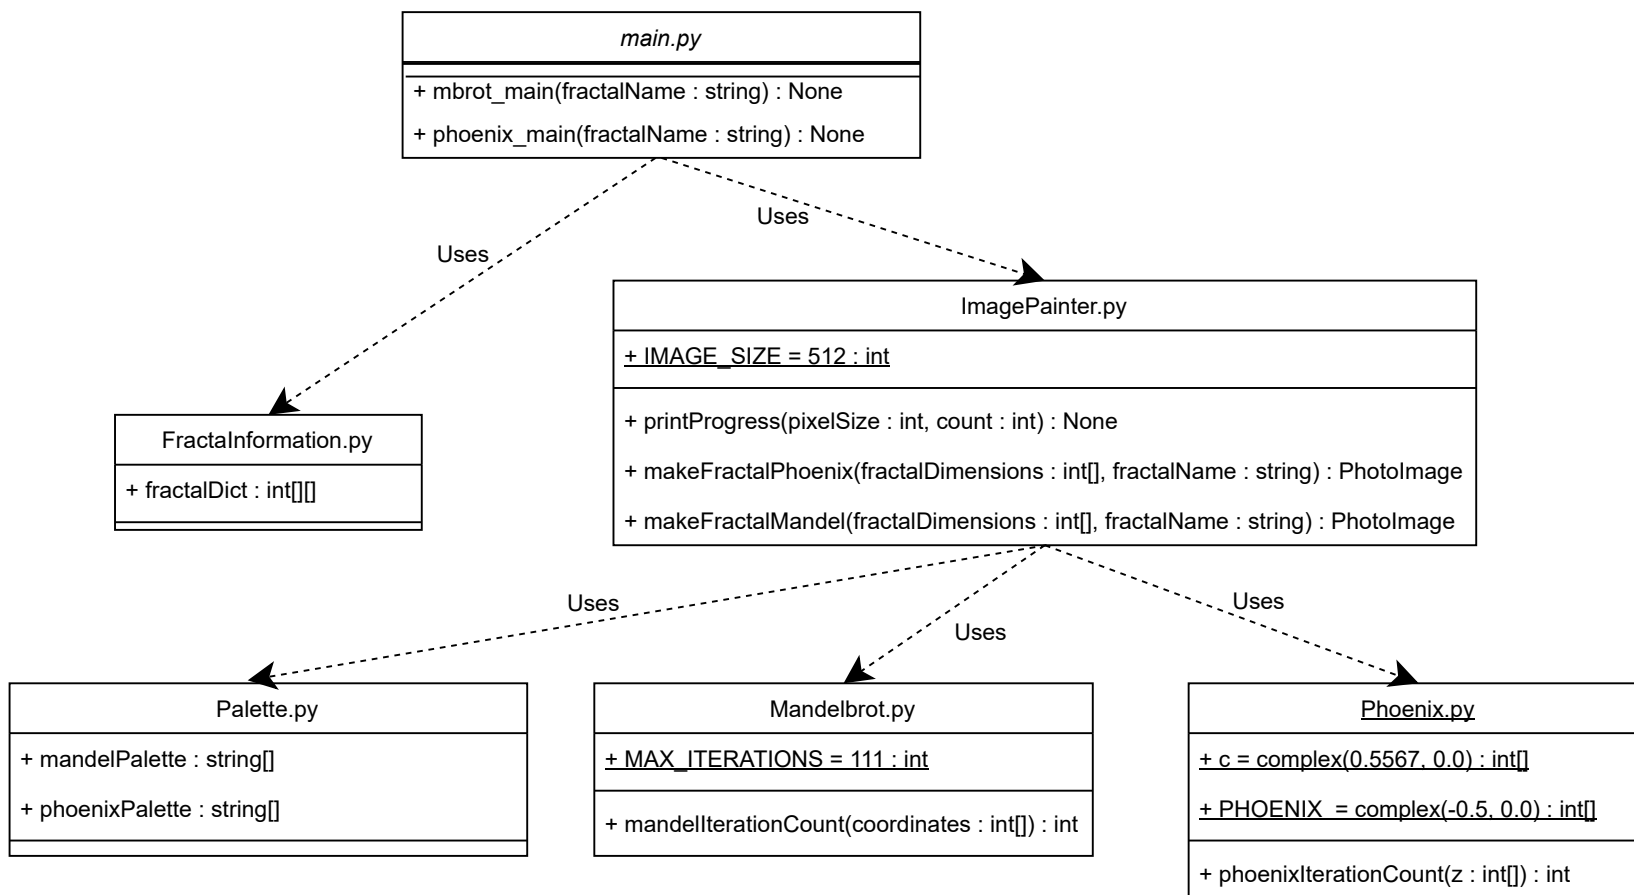 main.py
+ mbrot_main(fractalName : string) : None
+ phoenix_main(fractalName : string) : None
Uses
Uses
ImagePainter.py
+ IMAGE_SIZE = 512 : int
+ printProgress(pixelSize : int, count : int) : None
+ makeFractalPhoenix(fractalDimensions : int[], fractalName : string) : PhotoImage
+ makeFractalMandel(fractalDimensions : int[], fractalName : string) : PhotoImage
FractaInformation.py
+ fractalDict : int[][]
Uses
Uses
Uses
Palette.py
+ mandelPalette : string[]
+ phoenixPalette : string[]
Mandelbrot.py
+ MAX_ITERATIONS = 111 : int
+ mandelIterationCount(coordinates : int[]) : int
Phoenix.py
+ c = complex(0.5567, 0.0) : int[]
+ PHOENIX  = complex(-0.5, 0.0) : int[]
+ phoenixIterationCount(z : int[]) : int